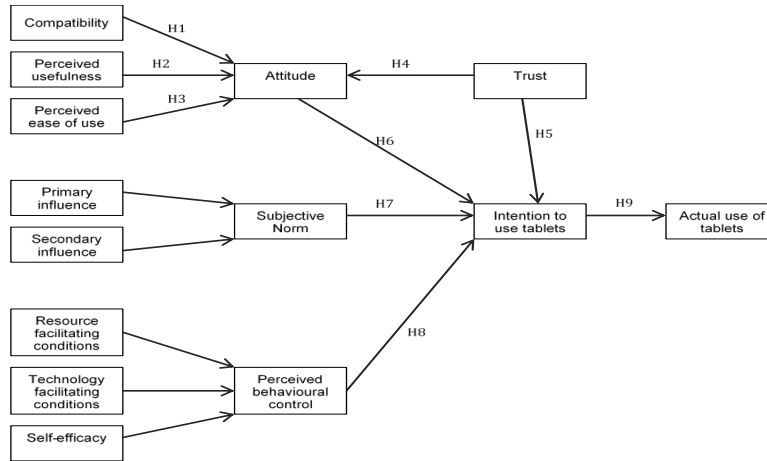 Compatibility
H1
Perceived
usefulness
H2
Attitude
H4
Trust
Perceived
ease of use
H3
H5
H6
Primary
influence
Secondary
influence
Subjective
Norm
H7
Intention to
use tablets
H9
Actual use of
tablets
Resource
facilitating
conditions
H8
Technology
facilitating
conditions
Perceived
behavioural
control
Self-efficacy